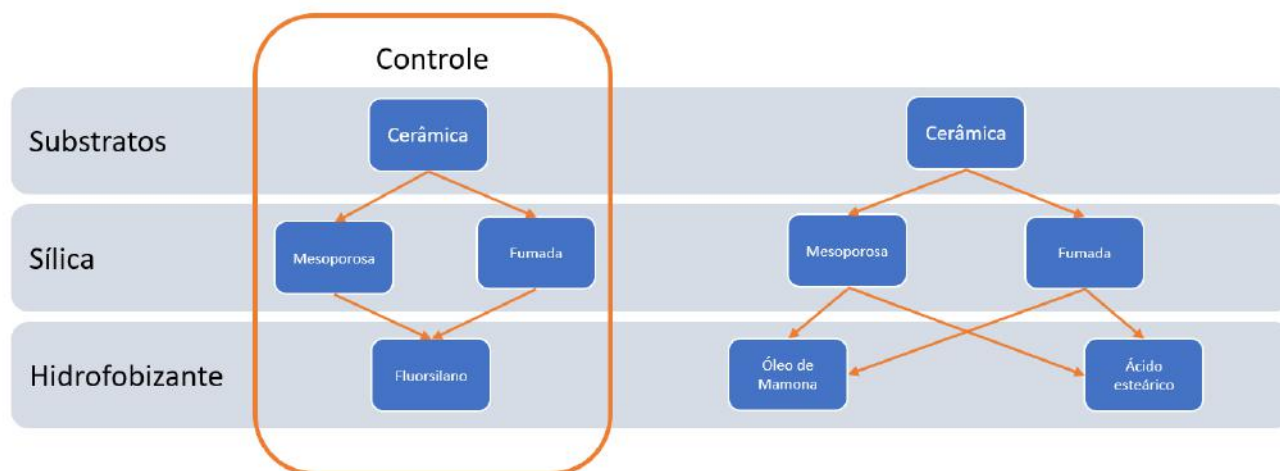 Controle
Substratos
Cerâmica
Cerâmica
Sílica
Mesoporosa
Fumada
Mesoporosa
Fumada
Hidrofobizante
Fluorsilano
Óleo de
Mamona
Ácido
esteárico